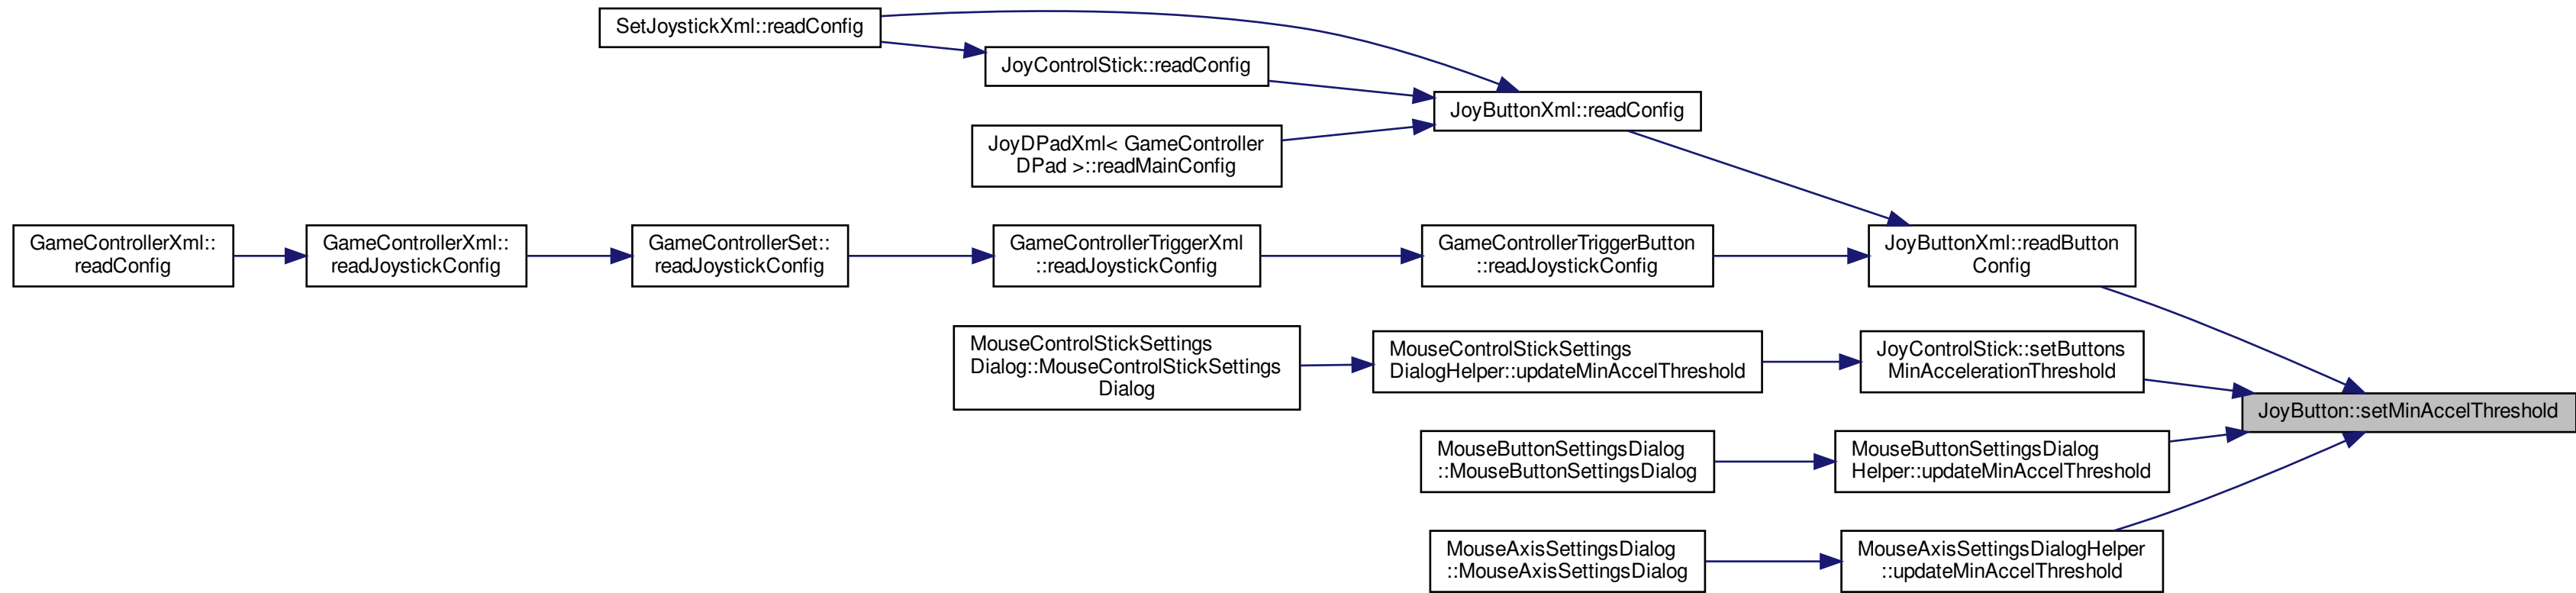 SetJoystickXml::readConfig
JoyControlStick::readConfig
JoyButtonXml::readConfig
JoyDPadXml< GameController
DPad >::readMainConfig
GameControllerXml::
readConfig
GameControllerXml::
readJoystickConfig
GameControllerSet::
readJoystickConfig
GameControllerTriggerXml
::readJoystickConfig
GameControllerTriggerButton
::readJoystickConfig
JoyButtonXml::readButton
Config
MouseControlStickSettings
Dialog::MouseControlStickSettings
Dialog
MouseControlStickSettings
DialogHelper::updateMinAccelThreshold
JoyControlStick::setButtons
MinAccelerationThreshold
JoyButton::setMinAccelThreshold
MouseButtonSettingsDialog
::MouseButtonSettingsDialog
MouseButtonSettingsDialog
Helper::updateMinAccelThreshold
MouseAxisSettingsDialog
::MouseAxisSettingsDialog
MouseAxisSettingsDialogHelper
::updateMinAccelThreshold